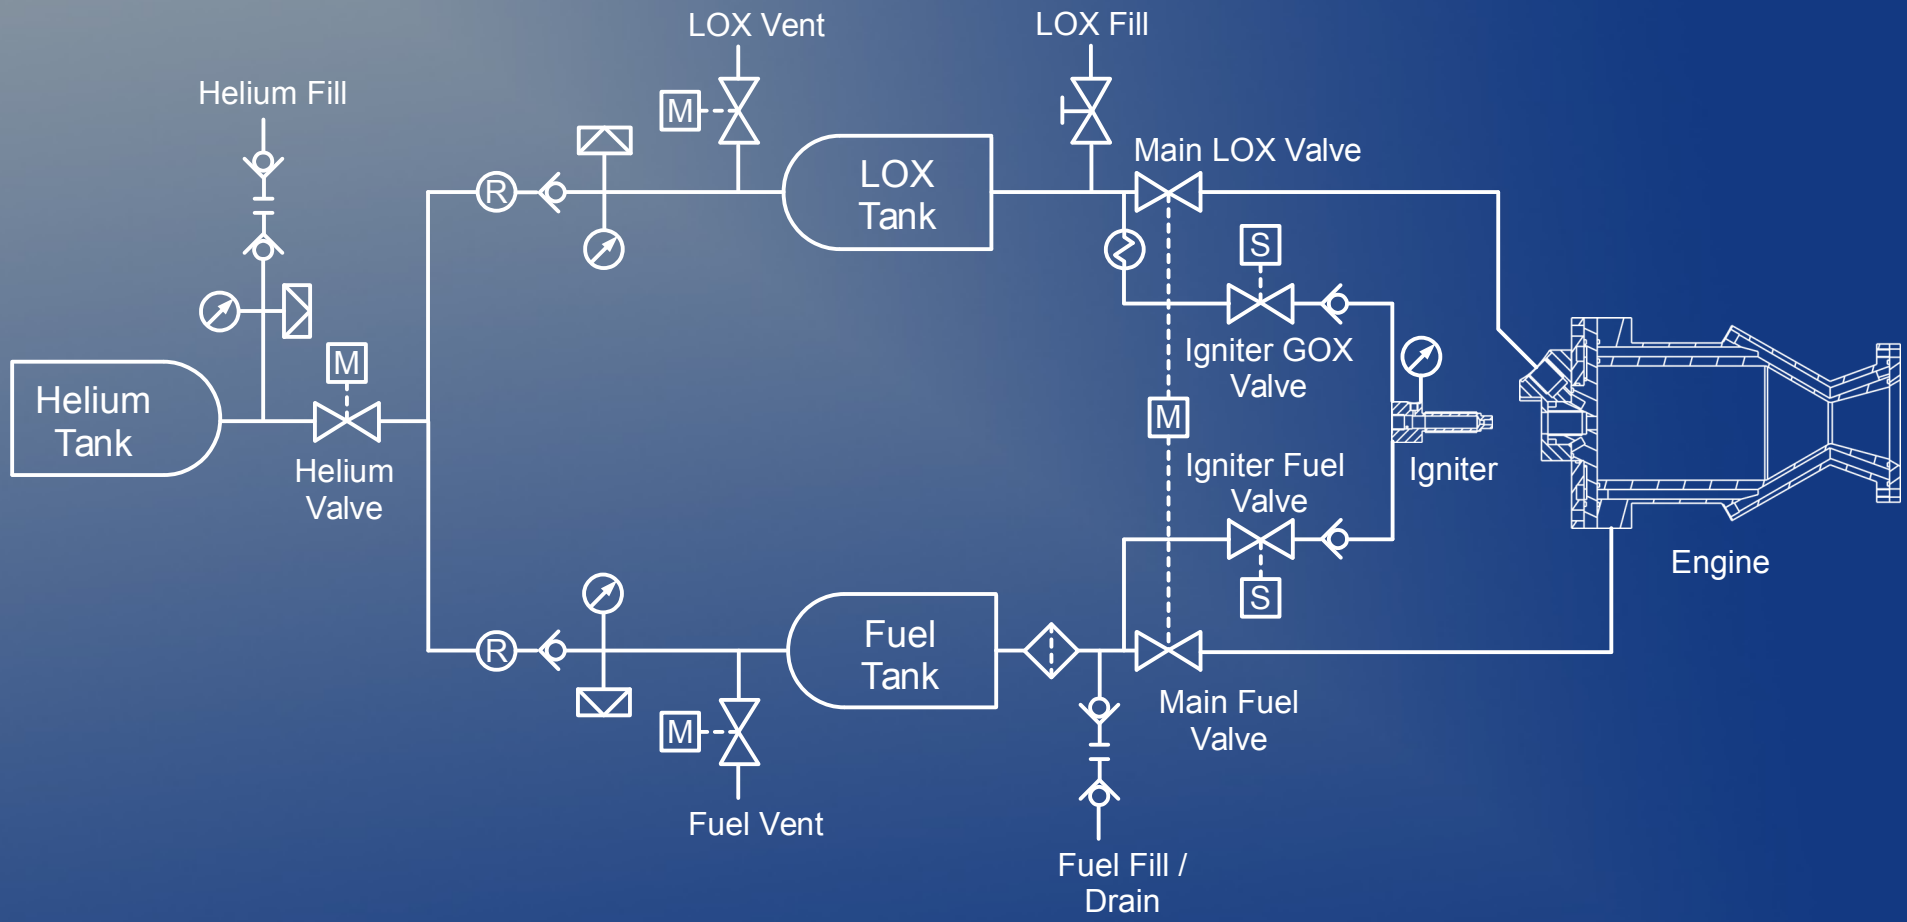 LOX Vent
LOX Fill
Helium Fill
M
Main LOX Valve
LOX
Tank
R
S
M
Igniter GOX
Valve
Helium
Tank
M
Helium
Valve
Igniter Fuel
Valve
Igniter
Engine
S
R
Fuel
Tank
M
Main Fuel
Valve
Fuel Vent
Fuel Fill /
Drain